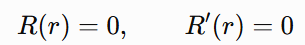 R(r) = 0, R′(r) = 0